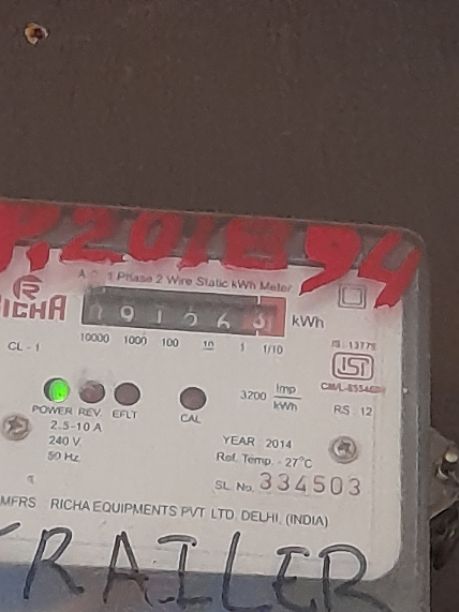 RICHA
A.C. 1 Phase 2 Wire Static kWh Meter
kWh
10000 1000 100 10 1 1/10
CL - 1
IS : 13779
ISI
3200 Imp/kWh
RS : 12
POWER REV. EFLT CAL
2.5-10 A
240 V.
50 Hz.
YEAR 2014
Ref. Temp. - 27°C
SL. No. 334503
MFRS RICHA EQUIPMENTS PVT. LTD. DELHI, (INDIA)
TRAILER